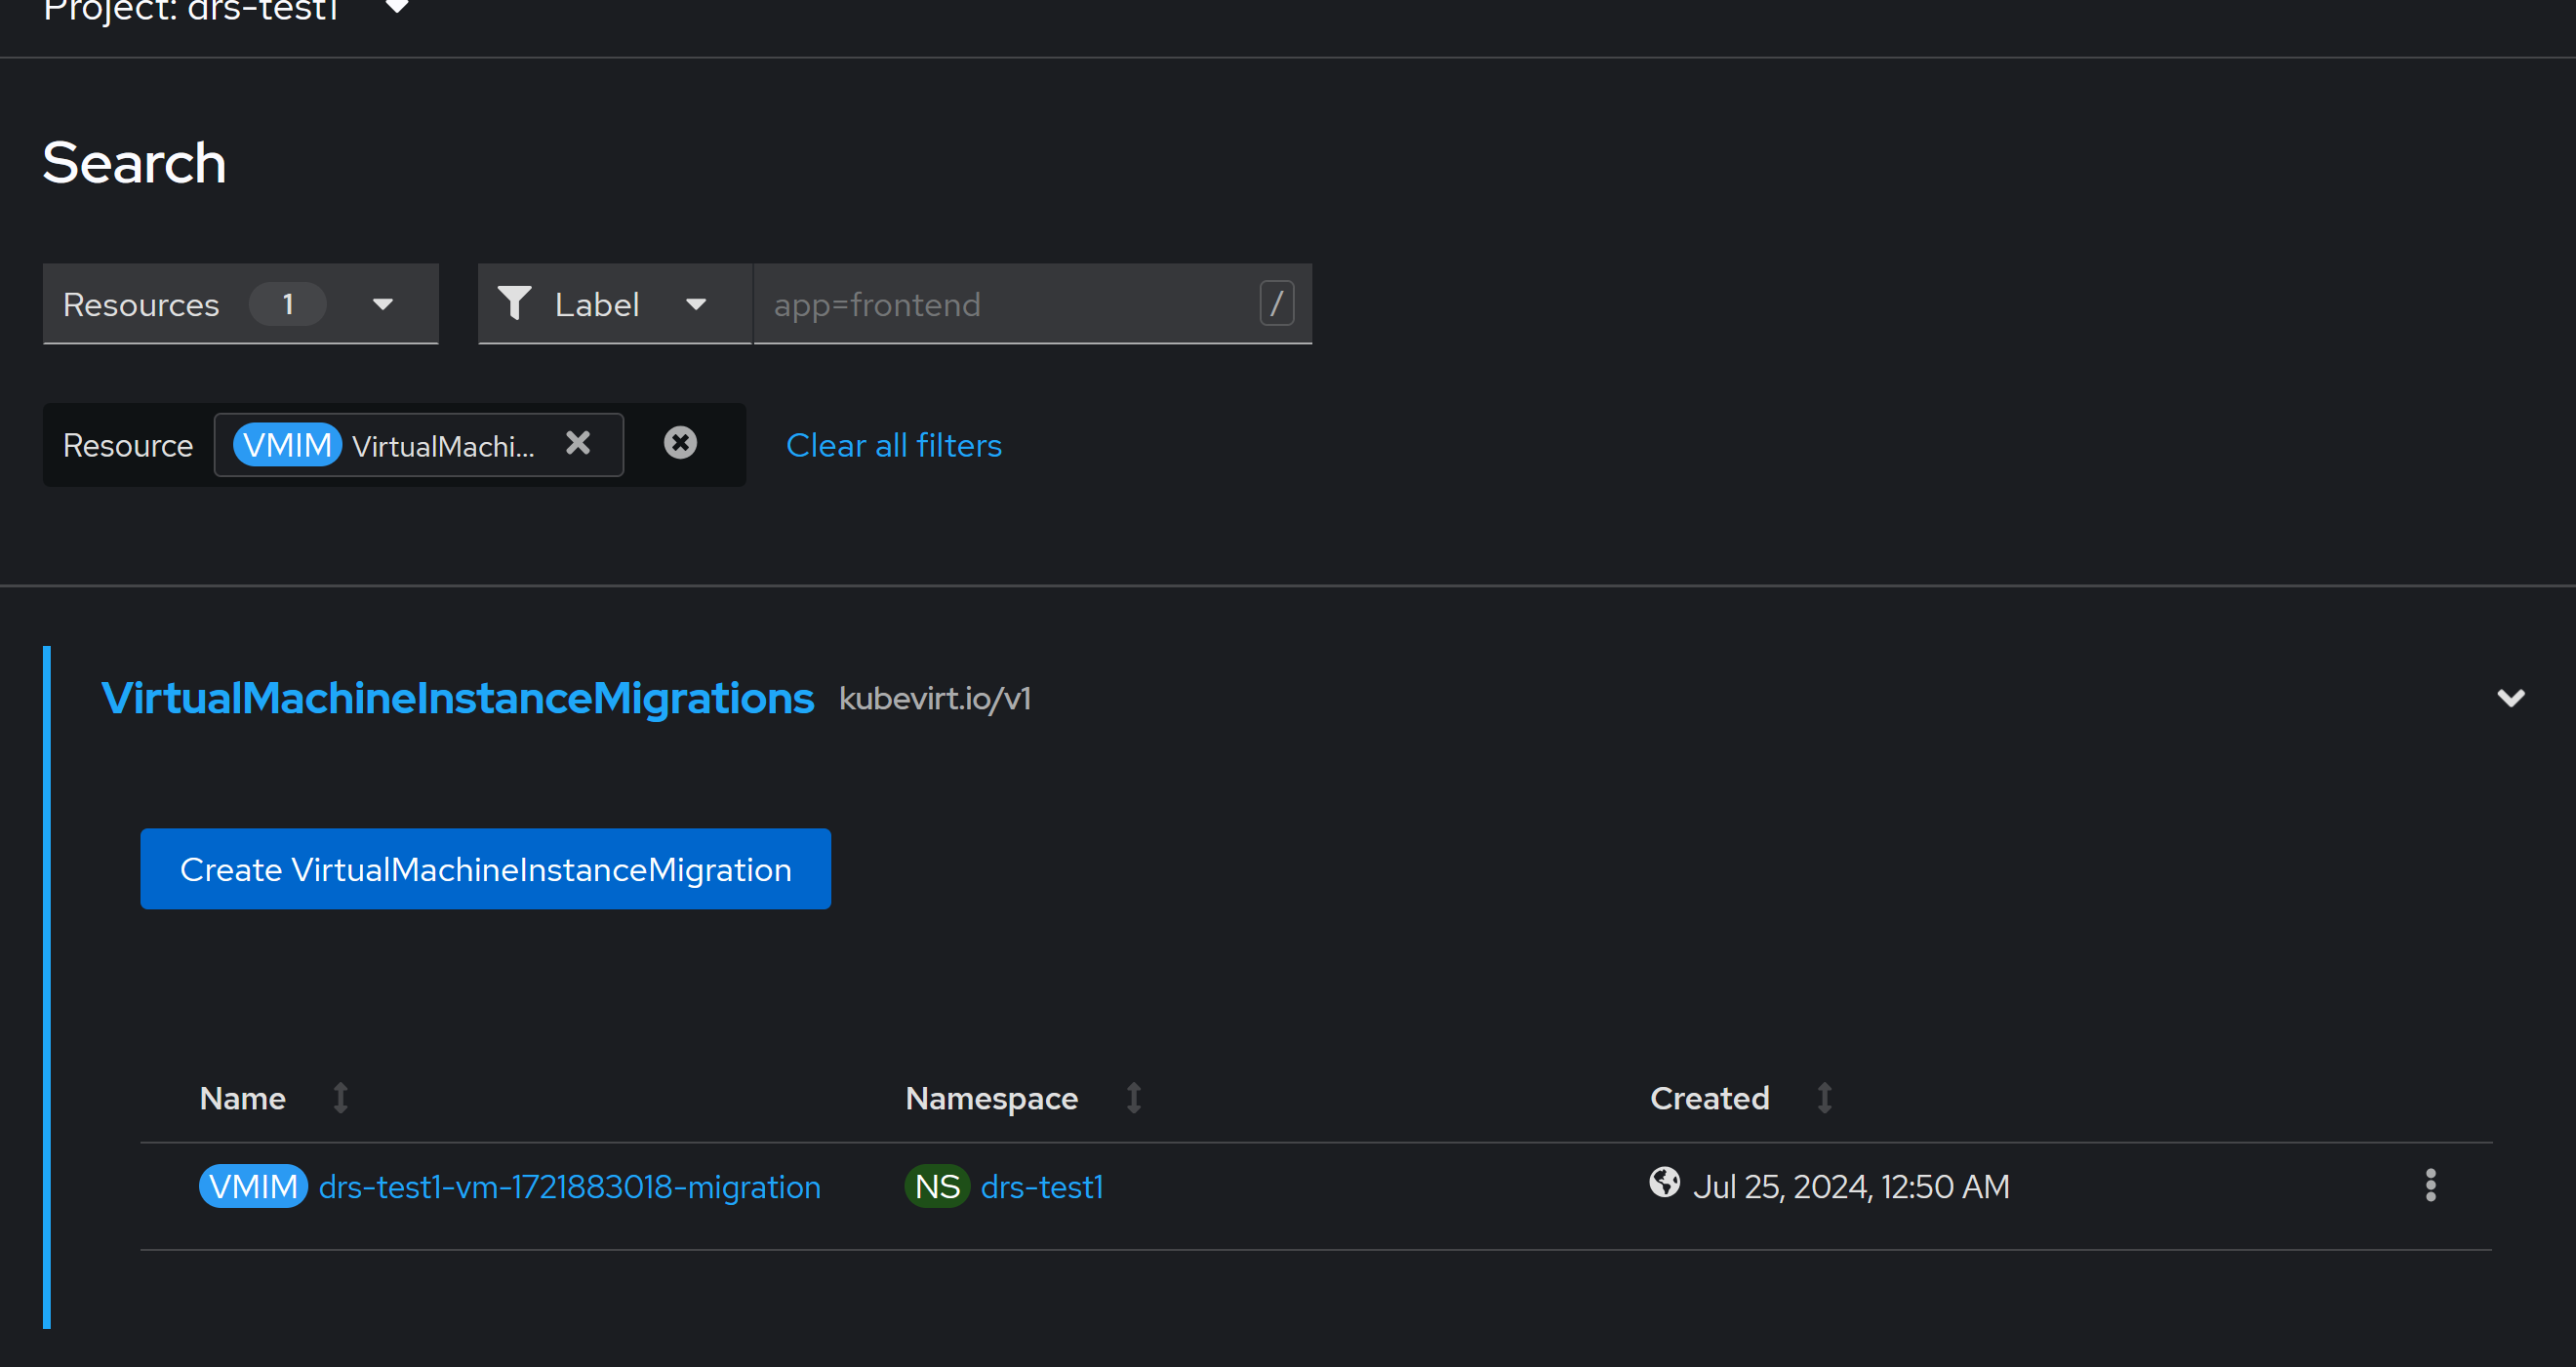 Project: drs-test1
Search
Resources 1 Label app=frontend /
Resource VMIM VirtualMachi... Clear all filters
VirtualMachineInstanceMigrations kubevirt.io/v1
Create VirtualMachineInstanceMigration
Name Namespace Created
VMIM drs-test1-vm-1721883018-migration NS drs-test1 Jul 25, 2024, 12:50 AM